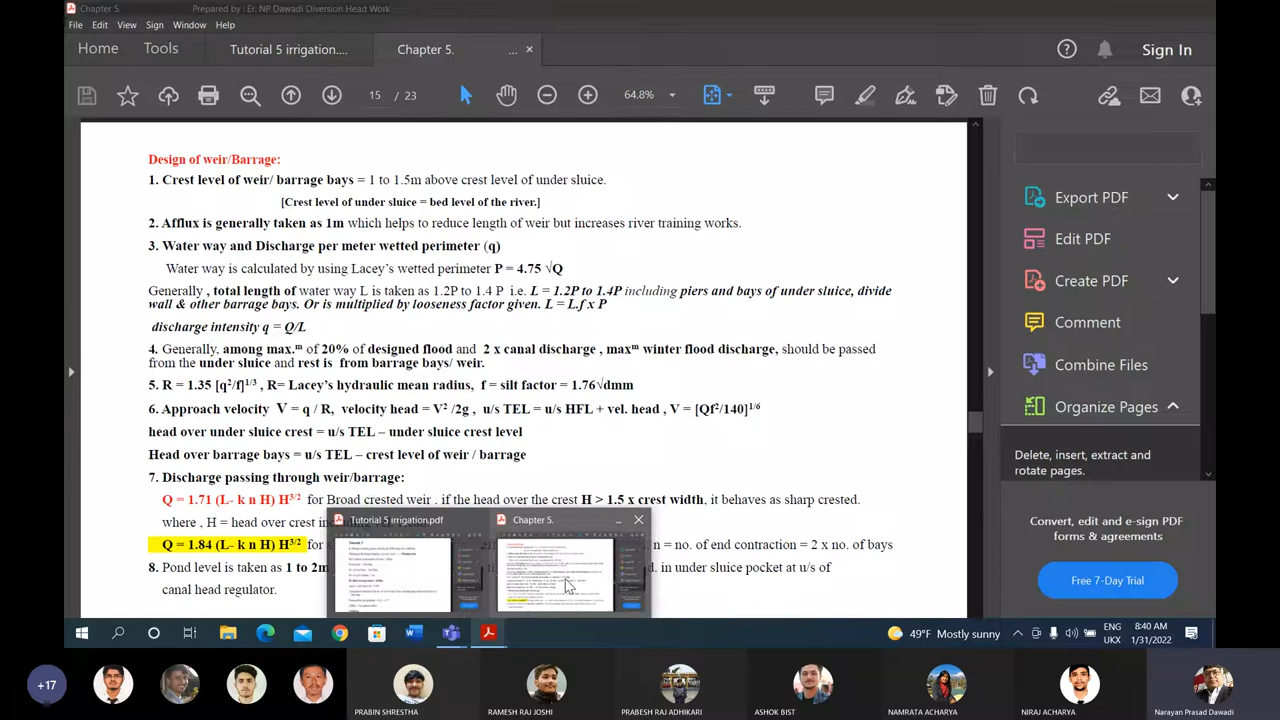 Chapter 5. Prepared by : Er. NP Dawadi Diversion Head Work
File Edit View Sign Window Help
Home Tools Tutorial 5 irrigation.... Chapter 5. ... × Sign In
15 / 23 64.8%
Design of weir/Barrage:
1. Crest level of weir/ barrage bays = 1 to 1.5m above crest level of under sluice.
[Crest level of under sluice = bed level of the river.]
2. Afflux is generally taken as 1m which helps to reduce length of weir but increases river training works.
3. Water way and Discharge per meter wetted perimeter (q)
Water way is calculated by using Lacey's wetted perimeter P = 4.75 √Q
Generally , total length of water way L is taken as 1.2P to 1.4 P i.e. L = 1.2P to 1.4P including piers and bays of under sluice, divide
wall & other barrage bays. Or is multiplied by looseness factor given. L = L.f x P
discharge intensity q = Q/L
4. Generally, among max.ᵐ of 20% of designed flood and 2 x canal discharge , maxᵐ winter flood discharge, should be passed
from the under sluice and rest is from barrage bays/ weir.
5. R = 1.35 [q²/f]¹/³ , R= Lacey's hydraulic mean radius, f = silt factor = 1.76√dmm
6. Approach velocity V = q / R, velocity head = V² /2g , u/s TEL = u/s HFL + vel. head , V = [Qf²/140]¹/⁶
head over under sluice crest = u/s TEL – under sluice crest level
Head over barrage bays = u/s TEL – crest level of weir / barrage
7. Discharge passing through weir/barrage:
Q = 1.71 (L- k n H) H³/² for Broad crested weir . if the head over the crest H > 1.5 x crest width, it behaves as sharp crested.
where , H = head over crest
Q = 1.84 (L- k n H) H³/² for n = no. of end contraction = 2 x no of bays
8. Pond level is taken as 1 to 2m d. in under sluice pocket at u/s of
canal head regulator.
Tutorial 5 irrigation.pdf
Chapter 5. ...
Export PDF
Edit PDF
Create PDF
Comment
Combine Files
Organize Pages
Delete, insert, extract and
rotate pages.
Convert, edit and e-sign PDF
forms & agreements
Free 7-Day Trial
49°F Mostly sunny
ENG
UKX
8:40 AM
1/31/2022
+17
PRABIN SHRESTHA
RAMESH RAJ JOSHI
PRABESH RAJ ADHIKARI
ASHOK BIST
NAMRATA ACHARYA
NIRAJ ACHARYA
Narayan Prasad Dawadi